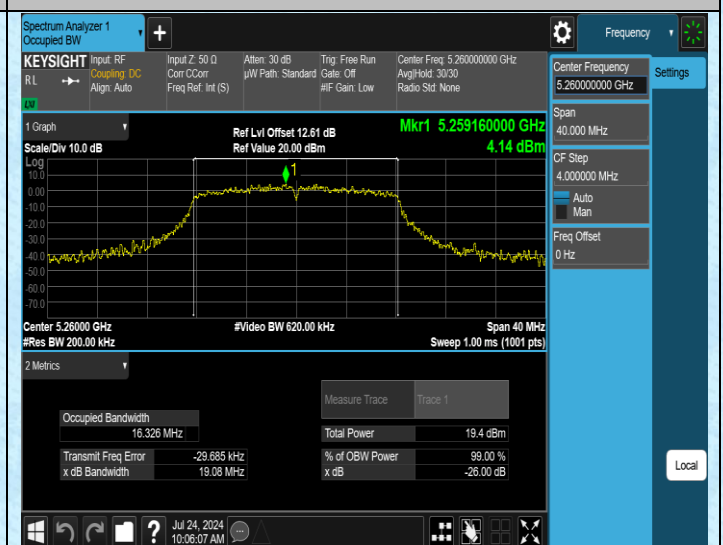 Spectrum Analyzer 1
Occupied BW
+
Frequency
KEYSIGHT
RL
Input: RF
Coupling: DC
Align: Auto
Input Z: 50 Ω
Corr CCorr
Freq Ref: Int (S)
Atten: 30 dB
µW Path: Standard
Trig: Free Run
Gate: Off
#IF Gain: Low
Center Freq: 5.260000000 GHz
Avg|Hold: 30/30
Radio Std: None
Center Frequency
5.260000000 GHz
Settings
Span
40.000 MHz
CF Step
4.000000 MHz
Auto
Man
Freq Offset
0 Hz
1 Graph
Scale/Div 10.0 dB
Ref Lvl Offset 12.61 dB
Ref Value 20.00 dBm
Mkr1 5.259160000 GHz
4.14 dBm
Log
10.0
0.00
-10.0
-20.0
-30.0
-40.0
-50.0
-60.0
-70.0
1
Center 5.26000 GHz
#Video BW 620.00 kHz
Span 40 MHz
#Res BW 200.00 kHz
Sweep 1.00 ms (1001 pts)
2 Metrics
Measure Trace
Trace 1
Occupied Bandwidth
16.326 MHz
Total Power
19.4 dBm
Transmit Freq Error
-29.685 kHz
% of OBW Power
99.00 %
x dB Bandwidth
19.08 MHz
x dB
-26.00 dB
Local
?
Jul 24, 2024
10:06:07 AM